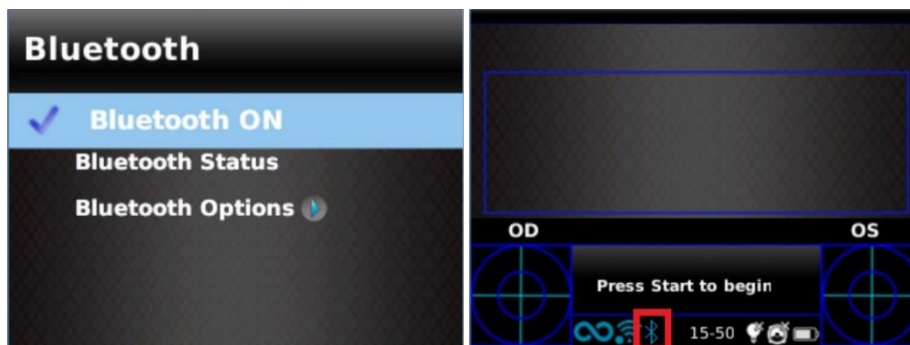 Bluetooth
Bluetooth ON
Bluetooth Status
Bluetooth Options
OD
OS
Press Start to begin
15-50